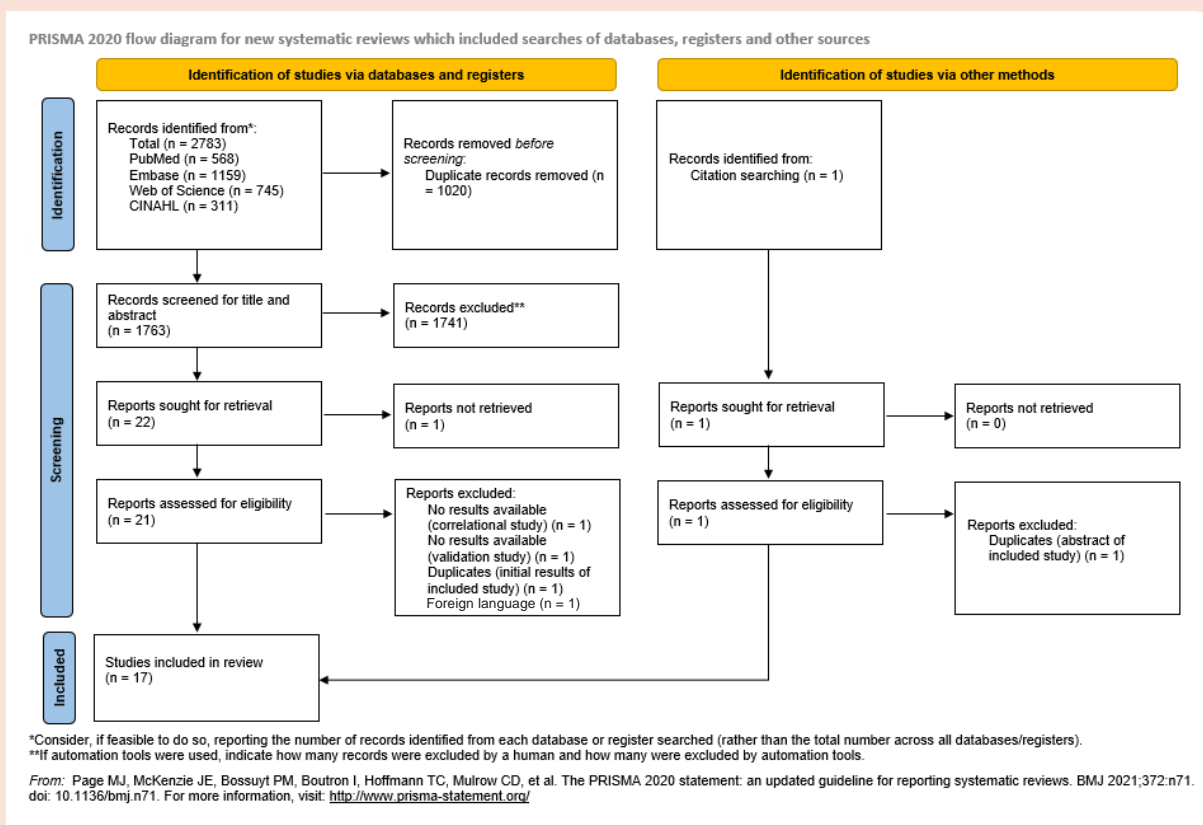 PRISMA 2020 flow diagram for new systematic reviews which included searches of databases, registers and other sources
Identification of studies via databases and registers
Identification of studies via other methods
Identification
Records identified from*:
Total (n = 2783)
PubMed (n = 568)
Embase (n = 1159)
Web of Science (n = 745)
CINAHL (n = 311)
Records removed before
screening:
Duplicate records removed (n
= 1020)
Records identified from:
Citation searching (n = 1)
Screening
Records screened for title and
abstract
(n = 1763)
Records excluded**
(n = 1741)
Reports sought for retrieval
(n = 22)
Reports not retrieved
(n = 1)
Reports sought for retrieval
(n = 1)
Reports not retrieved
(n = 0)
Reports assessed for eligibility
(n = 21)
Reports excluded:
No results available
(correlational study) (n = 1)
No results available
(validation study) (n = 1)
Duplicates (initial results of
included study) (n = 1)
Foreign language (n = 1)
Reports assessed for eligibility
(n = 1)
Reports excluded:
Duplicates (abstract of
included study) (n = 1)
Included
Studies included in review
(n = 17)
*Consider, if feasible to do so, reporting the number of records identified from each database or register searched (rather than the total number across all databases/registers).
**If automation tools were used, indicate how many records were excluded by a human and how many were excluded by automation tools.
From: Page MJ, McKenzie JE, Bossuyt PM, Boutron I, Hoffmann TC, Mulrow CD, et al. The PRISMA 2020 statement: an updated guideline for reporting systematic reviews. BMJ 2021;372:n71.
doi: 10.1136/bmj.n71. For more information, visit: http://www.prisma-statement.org/